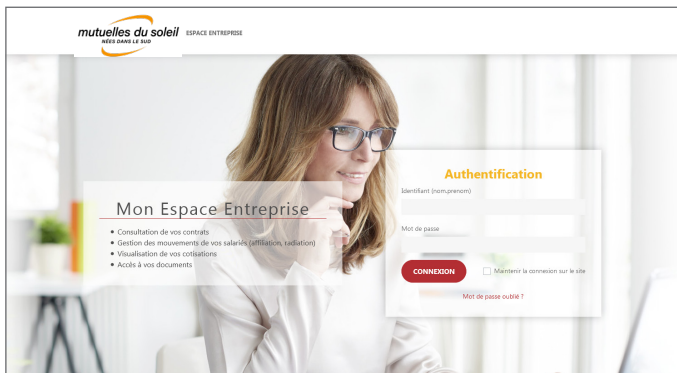 mutuelles du soleil
NÉES DANS LE SUD
ESPACE ENTREPRISE
Authentification
Identifiant (nom.prenom)
Mon Espace Entreprise
• Consultation de vos contrats
• Gestion des mouvements de vos salariés (affiliation, radiation)
• Visualisation de vos cotisations
• Accès à vos documents
Mot de passe
CONNEXION
Maintenir la connexion sur le site
Mot de passe oublié ?